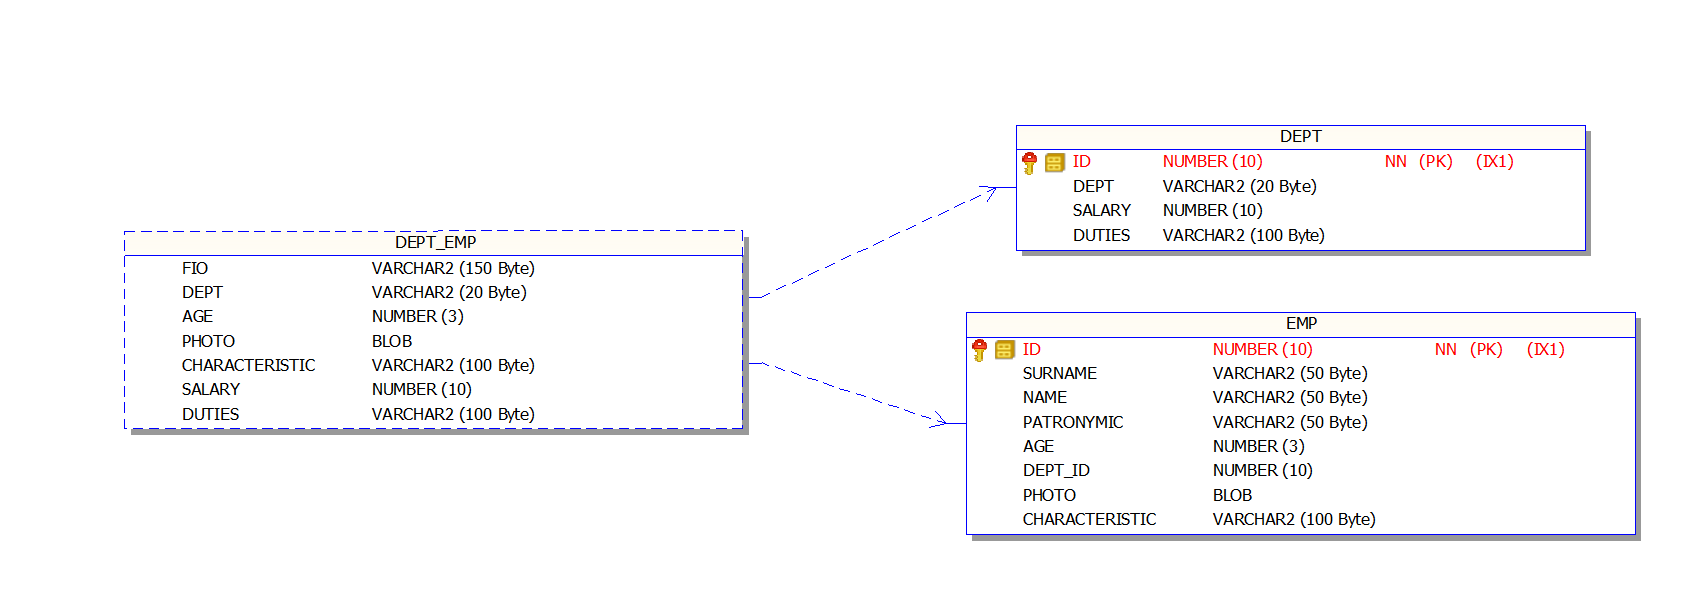 DEPT_EMP
FIO VARCHAR2 (150 Byte)
DEPT VARCHAR2 (20 Byte)
AGE NUMBER (3)
PHOTO BLOB
CHARACTERISTIC VARCHAR2 (100 Byte)
SALARY NUMBER (10)
DUTIES VARCHAR2 (100 Byte)
DEPT
ID NUMBER (10) NN (PK) (IX1)
DEPT VARCHAR2 (20 Byte)
SALARY NUMBER (10)
DUTIES VARCHAR2 (100 Byte)
EMP
ID NUMBER (10) NN (PK) (IX1)
SURNAME VARCHAR2 (50 Byte)
NAME VARCHAR2 (50 Byte)
PATRONYMIC VARCHAR2 (50 Byte)
AGE NUMBER (3)
DEPT_ID NUMBER (10)
PHOTO BLOB
CHARACTERISTIC VARCHAR2 (100 Byte)